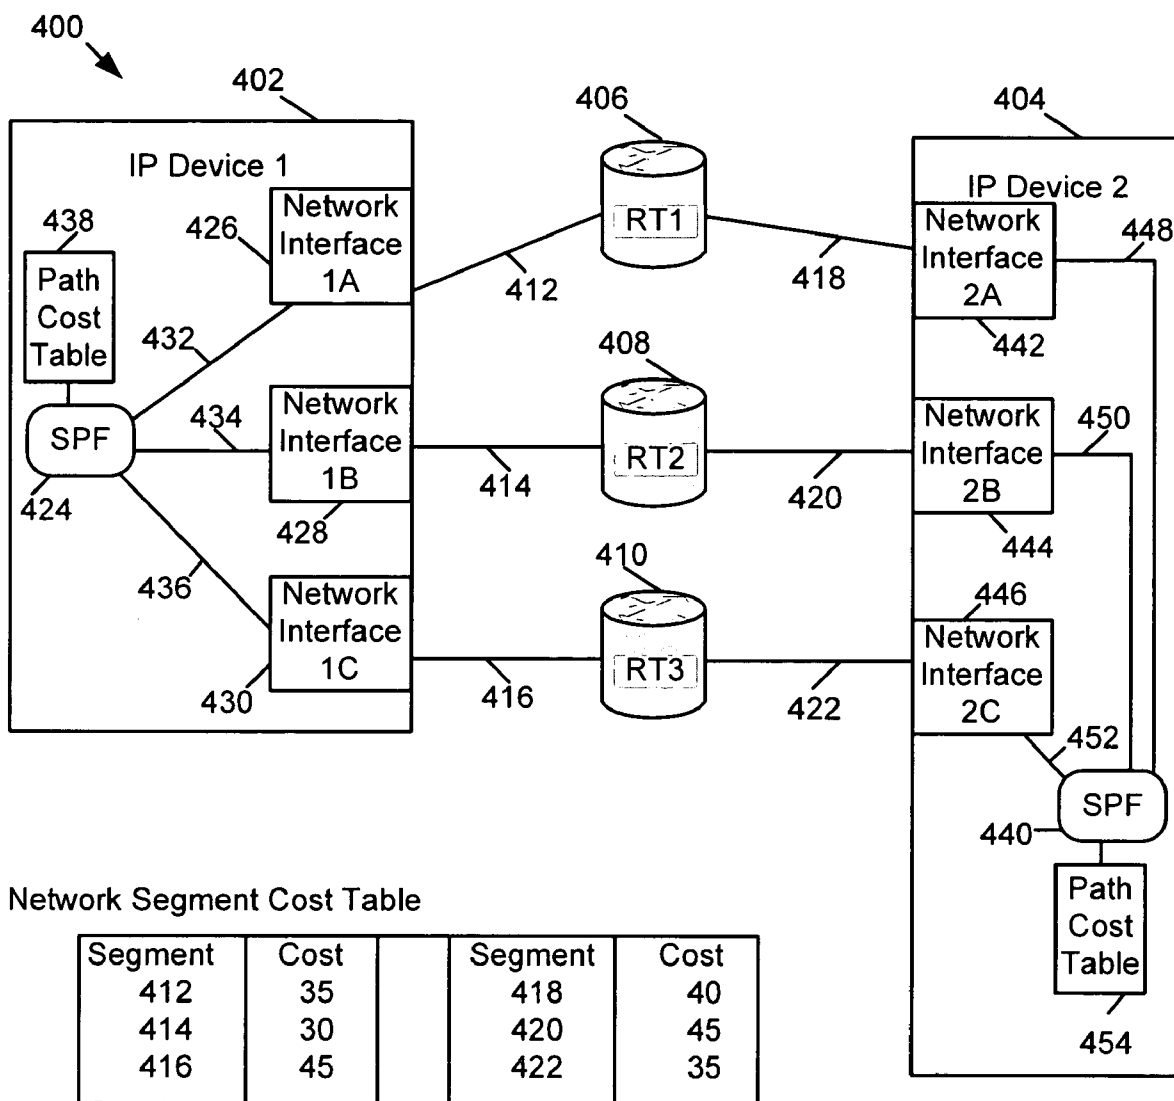 400
402
406
404
IP Device 1
IP Device 2
438
426
Network
Interface
1A
RT1
Network
Interface
2A
448
Path
Cost
Table
412
418
442
432
408
434
Network
Interface
1B
RT2
Network
Interface
2B
450
SPF
424
414
420
428
444
436
410
446
Network
Interface
1C
RT3
Network
Interface
2C
430
416
422
452
SPF
440
Path
Cost
Table
454
Network Segment Cost Table
Segment Cost Segment Cost
412 35 418 40
414 30 420 45
416 45 422 35